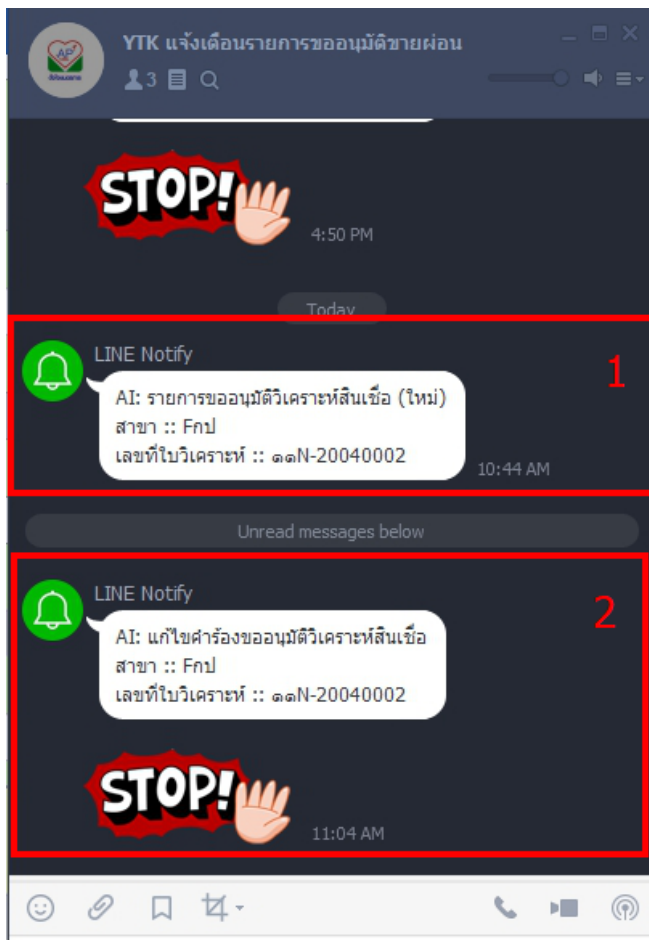 YTK แจ้งเตือนรายการขออนุมัติขายผ่อน
3
STOP!
4:50 PM
Today
LINE Notify
1
AI: รายการขออนุมัติวิเคราะห์สินเชื่อ (ใหม่)
สาขา :: Fกป
เลขที่ใบวิเคราะห์ :: ๑๑N-20040002
10:44 AM
Unread messages below
LINE Notify
2
AI: แก้ไขคำร้องขออนุมัติวิเคราะห์สินเชื่อ
สาขา :: Fกป
เลขที่ใบวิเคราะห์ :: ๑๑N-20040002
STOP!
11:04 AM